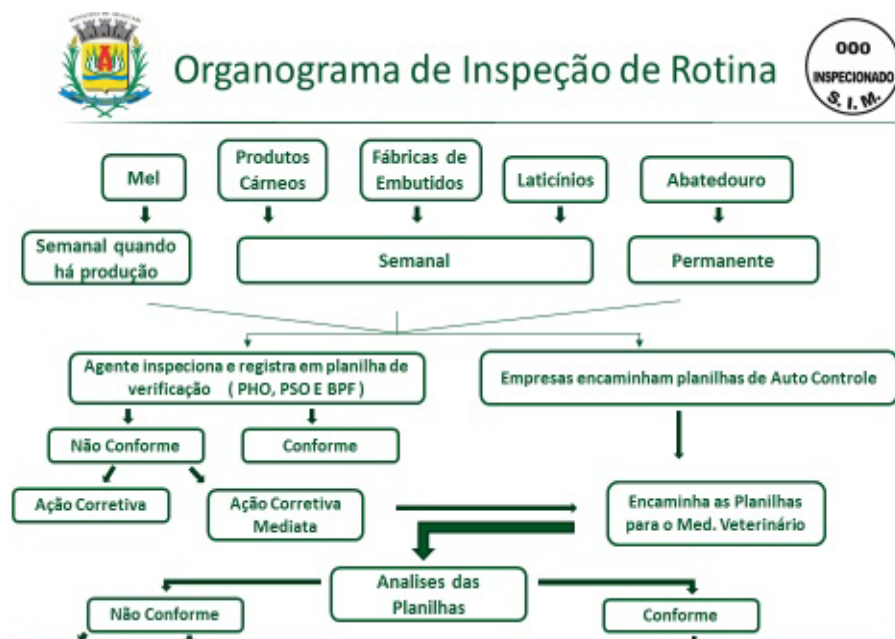 Organograma de Inspeção de Rotina
000
INSPECIONADO
S. I. M.
Mel
Produtos
Cárneos
Fábricas de
Embutidos
Laticínios
Abatedouro
Semanal quando
há produção
Semanal
Permanente
Agente inspeciona e registra em planilha de
verificação ( PHO, PSO E BPF )
Empresas encaminham planilhas de Auto Controle
Não Conforme
Conforme
Ação Corretiva
Ação Corretiva
Mediata
Encaminha as Planilhas
para o Med. Veterinário
Analises das
Planilhas
Não Conforme
Conforme